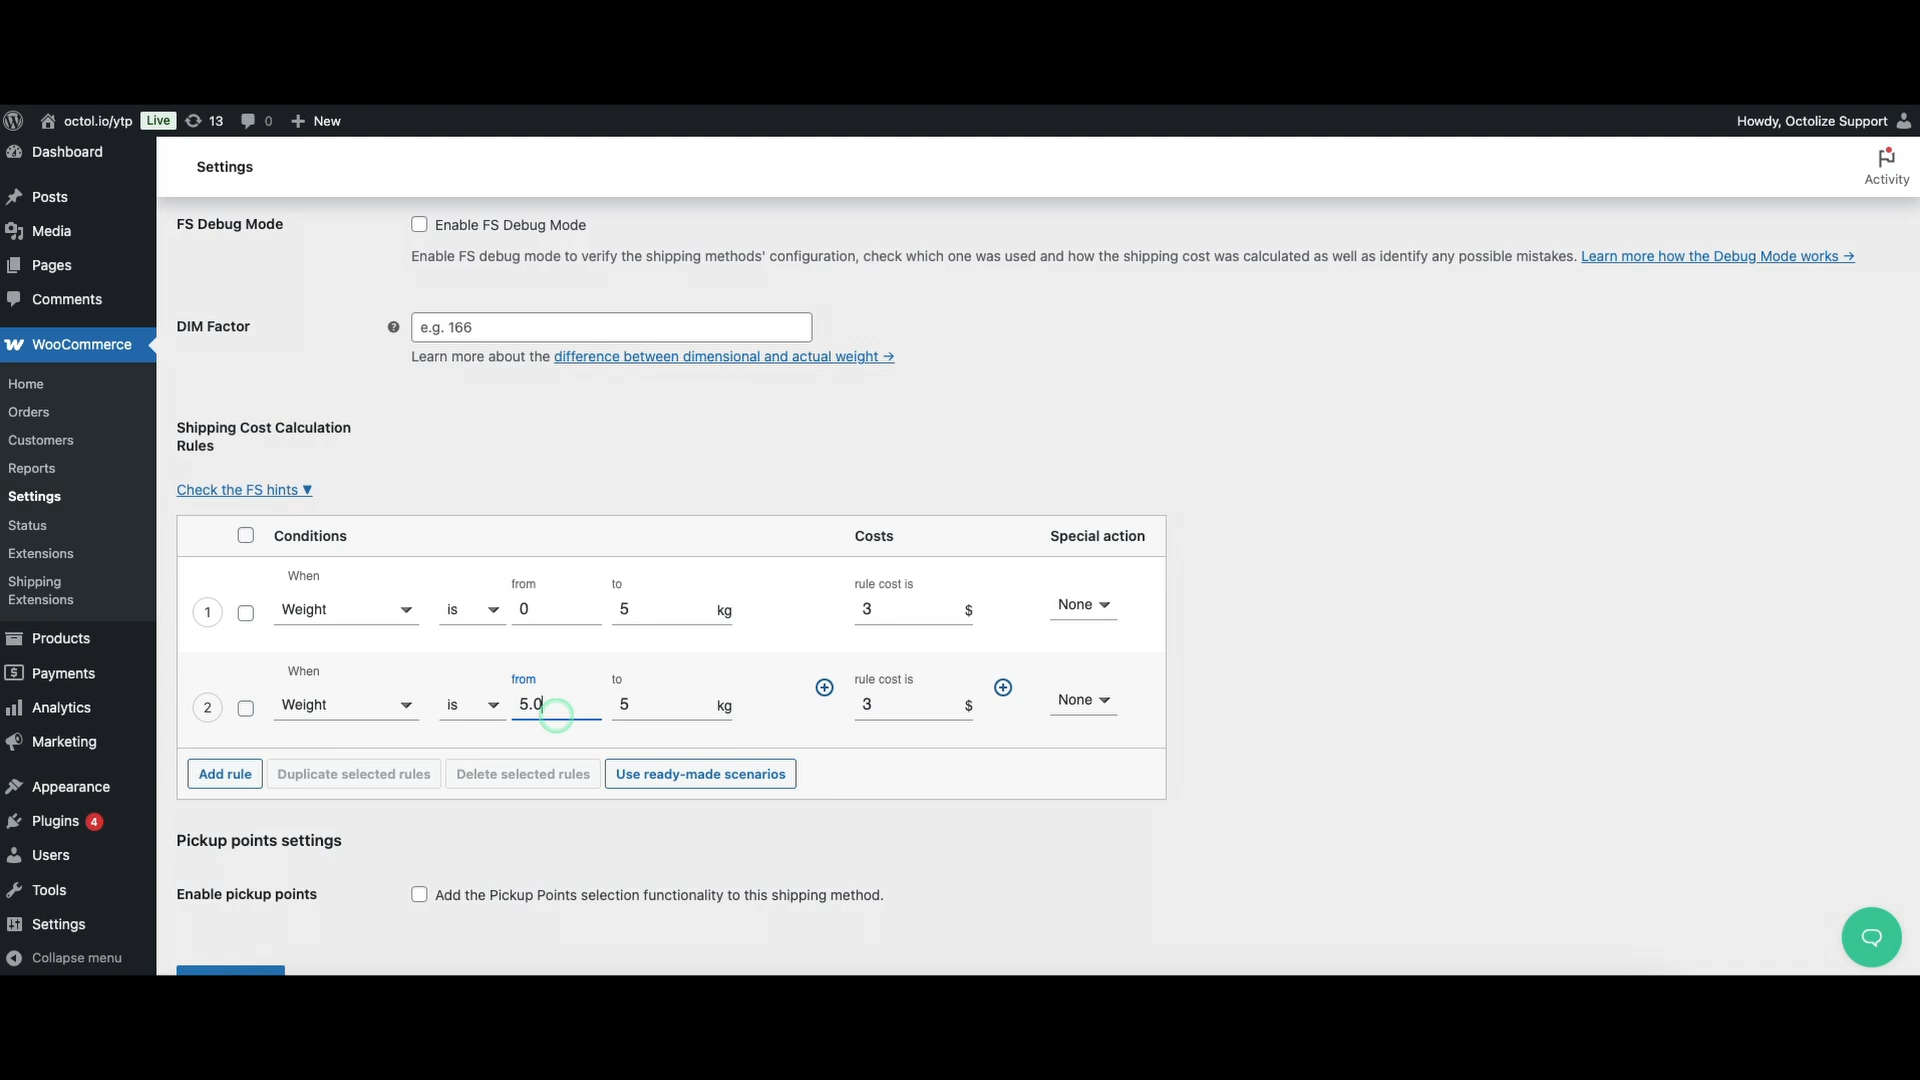 octol.io/ytp Live 13 0 New Howdy, Octolize Support
Dashboard
Posts
Media
Pages
Comments
WooCommerce
Home
Orders
Customers
Reports
Settings
Status
Extensions
Shipping
Extensions
Products
Payments
Analytics
Marketing
Appearance
Plugins 4
Users
Tools
Settings
Collapse menu
Settings
Activity
FS Debug Mode
Enable FS Debug Mode
Enable FS debug mode to verify the shipping methods' configuration, check which one was used and how the shipping cost was calculated as well as identify any possible mistakes. Learn more how the Debug Mode works →
DIM Factor
e.g. 166
Learn more about the difference between dimensional and actual weight →
Shipping Cost Calculation
Rules
Check the FS hints ▼
Conditions Costs Special action
When from to rule cost is
1 Weight is 0 5 kg 3 $ None
When from to rule cost is
2 Weight is 5.0 5 kg 3 $ None
Add rule Duplicate selected rules Delete selected rules Use ready-made scenarios
Pickup points settings
Enable pickup points
Add the Pickup Points selection functionality to this shipping method.